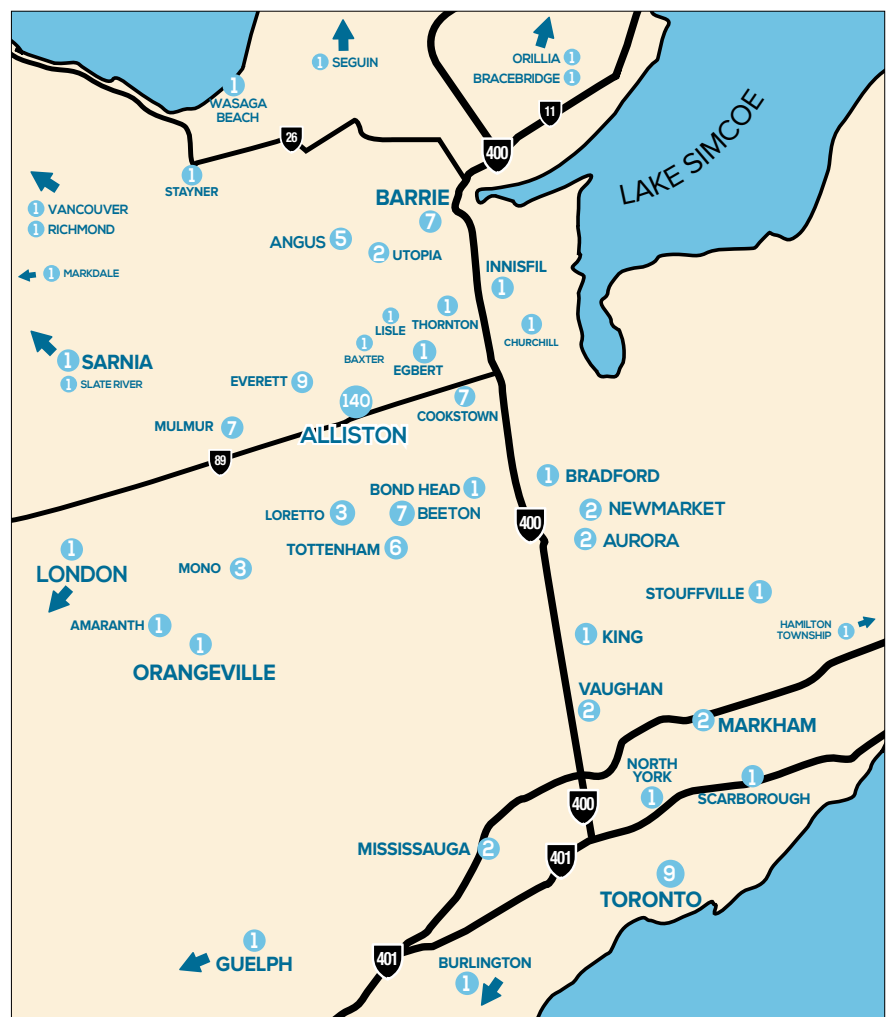 1 SEGUIN
ORILLIA 1
BRACEBRIDGE 1
1
WASAGA
BEACH
11
26
400
LAKE SIMCOE
1
STAYNER
1 VANCOUVER
1 RICHMOND
BARRIE
7
ANGUS 5
2 UTOPIA
1 MARKDALE
INNISFIL
1
1
LISLE
1
THORNTON
1
CHURCHILL
1
BAXTER
1
EGBERT
1 SARNIA
1 SLATE RIVER
EVERETT 9
140
ALLISTON
7
COOKSTOWN
MULMUR 7
89
1 BRADFORD
BOND HEAD 1
2 NEWMARKET
LORETTO 3
7 BEETON
400
2 AURORA
TOTTENHAM 6
1
LONDON
MONO 3
STOUFFVILLE 1
AMARANTH 1
HAMILTON
TOWNSHIP 1
1 KING
1
ORANGEVILLE
VAUGHAN
2
2 MARKHAM
NORTH
YORK
1
1
SCARBOROUGH
400
MISSISSAUGA 2
401
9
TORONTO
1
GUELPH
401
BURLINGTON
1